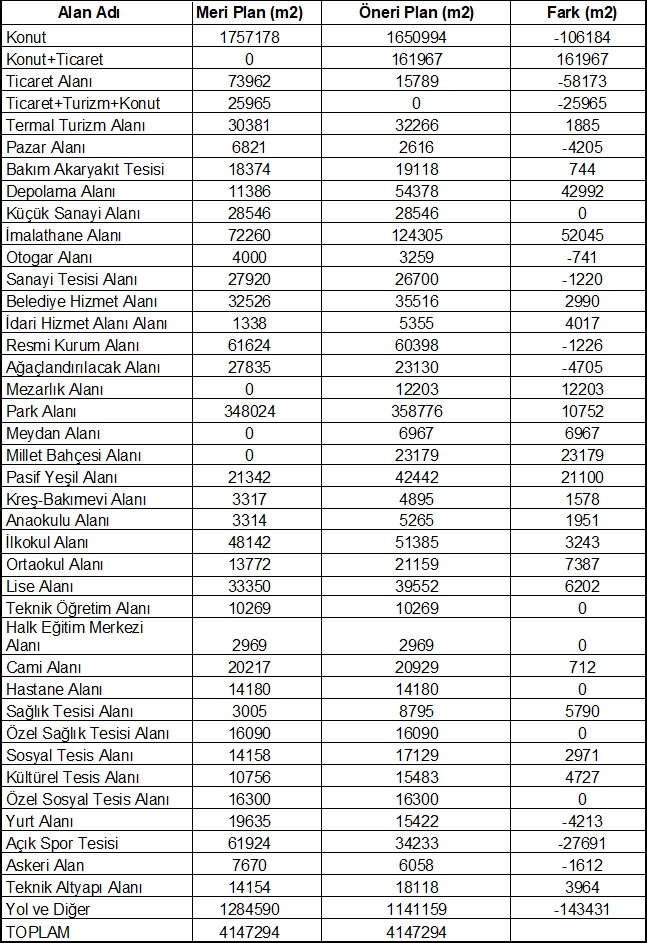 Alan Adı Meri Plan (m2) Öneri Plan (m2) Fark (m2)
Konut 1757178 1650994 -106184
Konut+Ticaret 0 161967 161967
Ticaret Alanı 73962 15789 -58173
Ticaret+Turizm+Konut 25965 0 -25965
Termal Turizm Alanı 30381 32266 1885
Pazar Alanı 6821 2616 -4205
Bakım Akaryakıt Tesisi 18374 19118 744
Depolama Alanı 11386 54378 42992
Küçük Sanayi Alanı 28546 28546 0
İmalathane Alanı 72260 124305 52045
Otogar Alanı 4000 3259 -741
Sanayi Tesisi Alanı 27920 26700 -1220
Belediye Hizmet Alanı 32526 35516 2990
İdari Hizmet Alanı Alanı 1338 5355 4017
Resmi Kurum Alanı 61624 60398 -1226
Ağaçlandırılacak Alanı 27835 23130 -4705
Mezarlık Alanı 0 12203 12203
Park Alanı 348024 358776 10752
Meydan Alanı 0 6967 6967
Millet Bahçesi Alanı 0 23179 23179
Pasif Yeşil Alanı 21342 42442 21100
Kreş-Bakımevi Alanı 3317 4895 1578
Anaokulu Alanı 3314 5265 1951
İlkokul Alanı 48142 51385 3243
Ortaokul Alanı 13772 21159 7387
Lise Alanı 33350 39552 6202
Teknik Öğretim Alanı 10269 10269 0
Halk Eğitim Merkezi
Alanı 2969 2969 0
Cami Alanı 20217 20929 712
Hastane Alanı 14180 14180 0
Sağlık Tesisi Alanı 3005 8795 5790
Özel Sağlık Tesisi Alanı 16090 16090 0
Sosyal Tesis Alanı 14158 17129 2971
Kültürel Tesis Alanı 10756 15483 4727
Özel Sosyal Tesis Alanı 16300 16300 0
Yurt Alanı 19635 15422 -4213
Açık Spor Tesisi 61924 34233 -27691
Askeri Alan 7670 6058 -1612
Teknik Altyapı Alanı 14154 18118 3964
Yol ve Diğer 1284590 1141159 -143431
TOPLAM 4147294 4147294